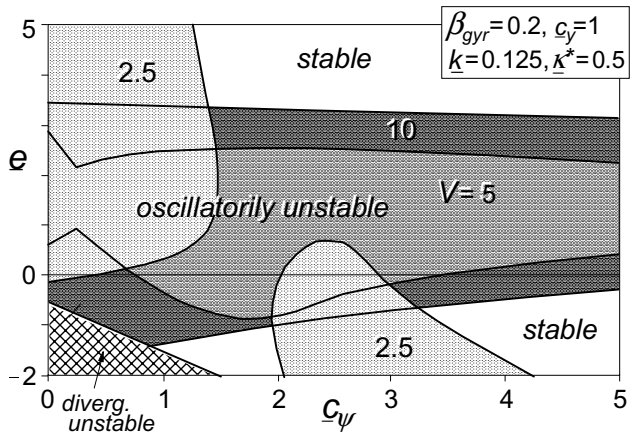 5
β_gyr=0.2, c_y=1
k=0.125, κ*=0.5
2.5
stable
10
e
V= 5
oscillatorily unstable
0
stable
2.5
−2
0
1
2
3
4
5
diverg.
unstable
c_ψ